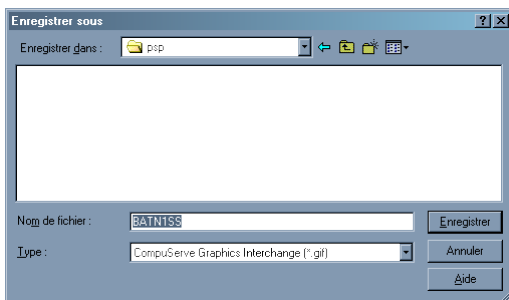 Enregistrer sous
Enregistrer dans : psp
Nom de fichier : BATN1SS Enregistrer
Type : CompuServe Graphics Interchange (*.gif) Annuler
Aide